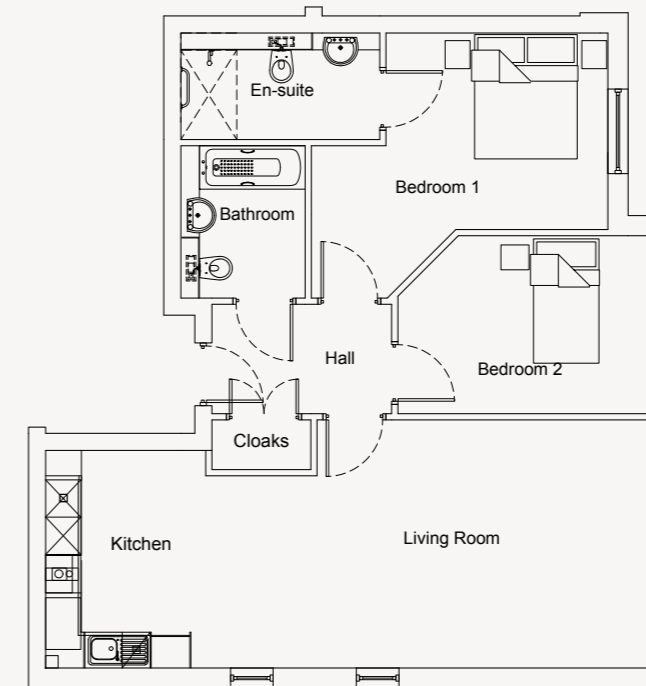 En-suite
Bedroom 1
Bathroom
Hall
Bedroom 2
Cloaks
Kitchen
Living Room